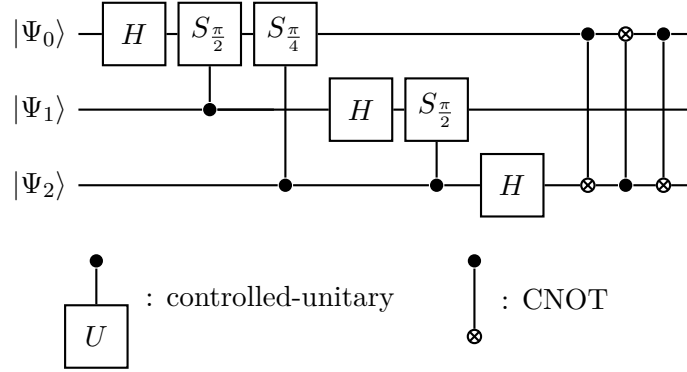 |Ψ₀⟩ H S_{π/2} S_{π/4}
|Ψ₁⟩ H S_{π/2}
|Ψ₂⟩ H
U : controlled-unitary : CNOT